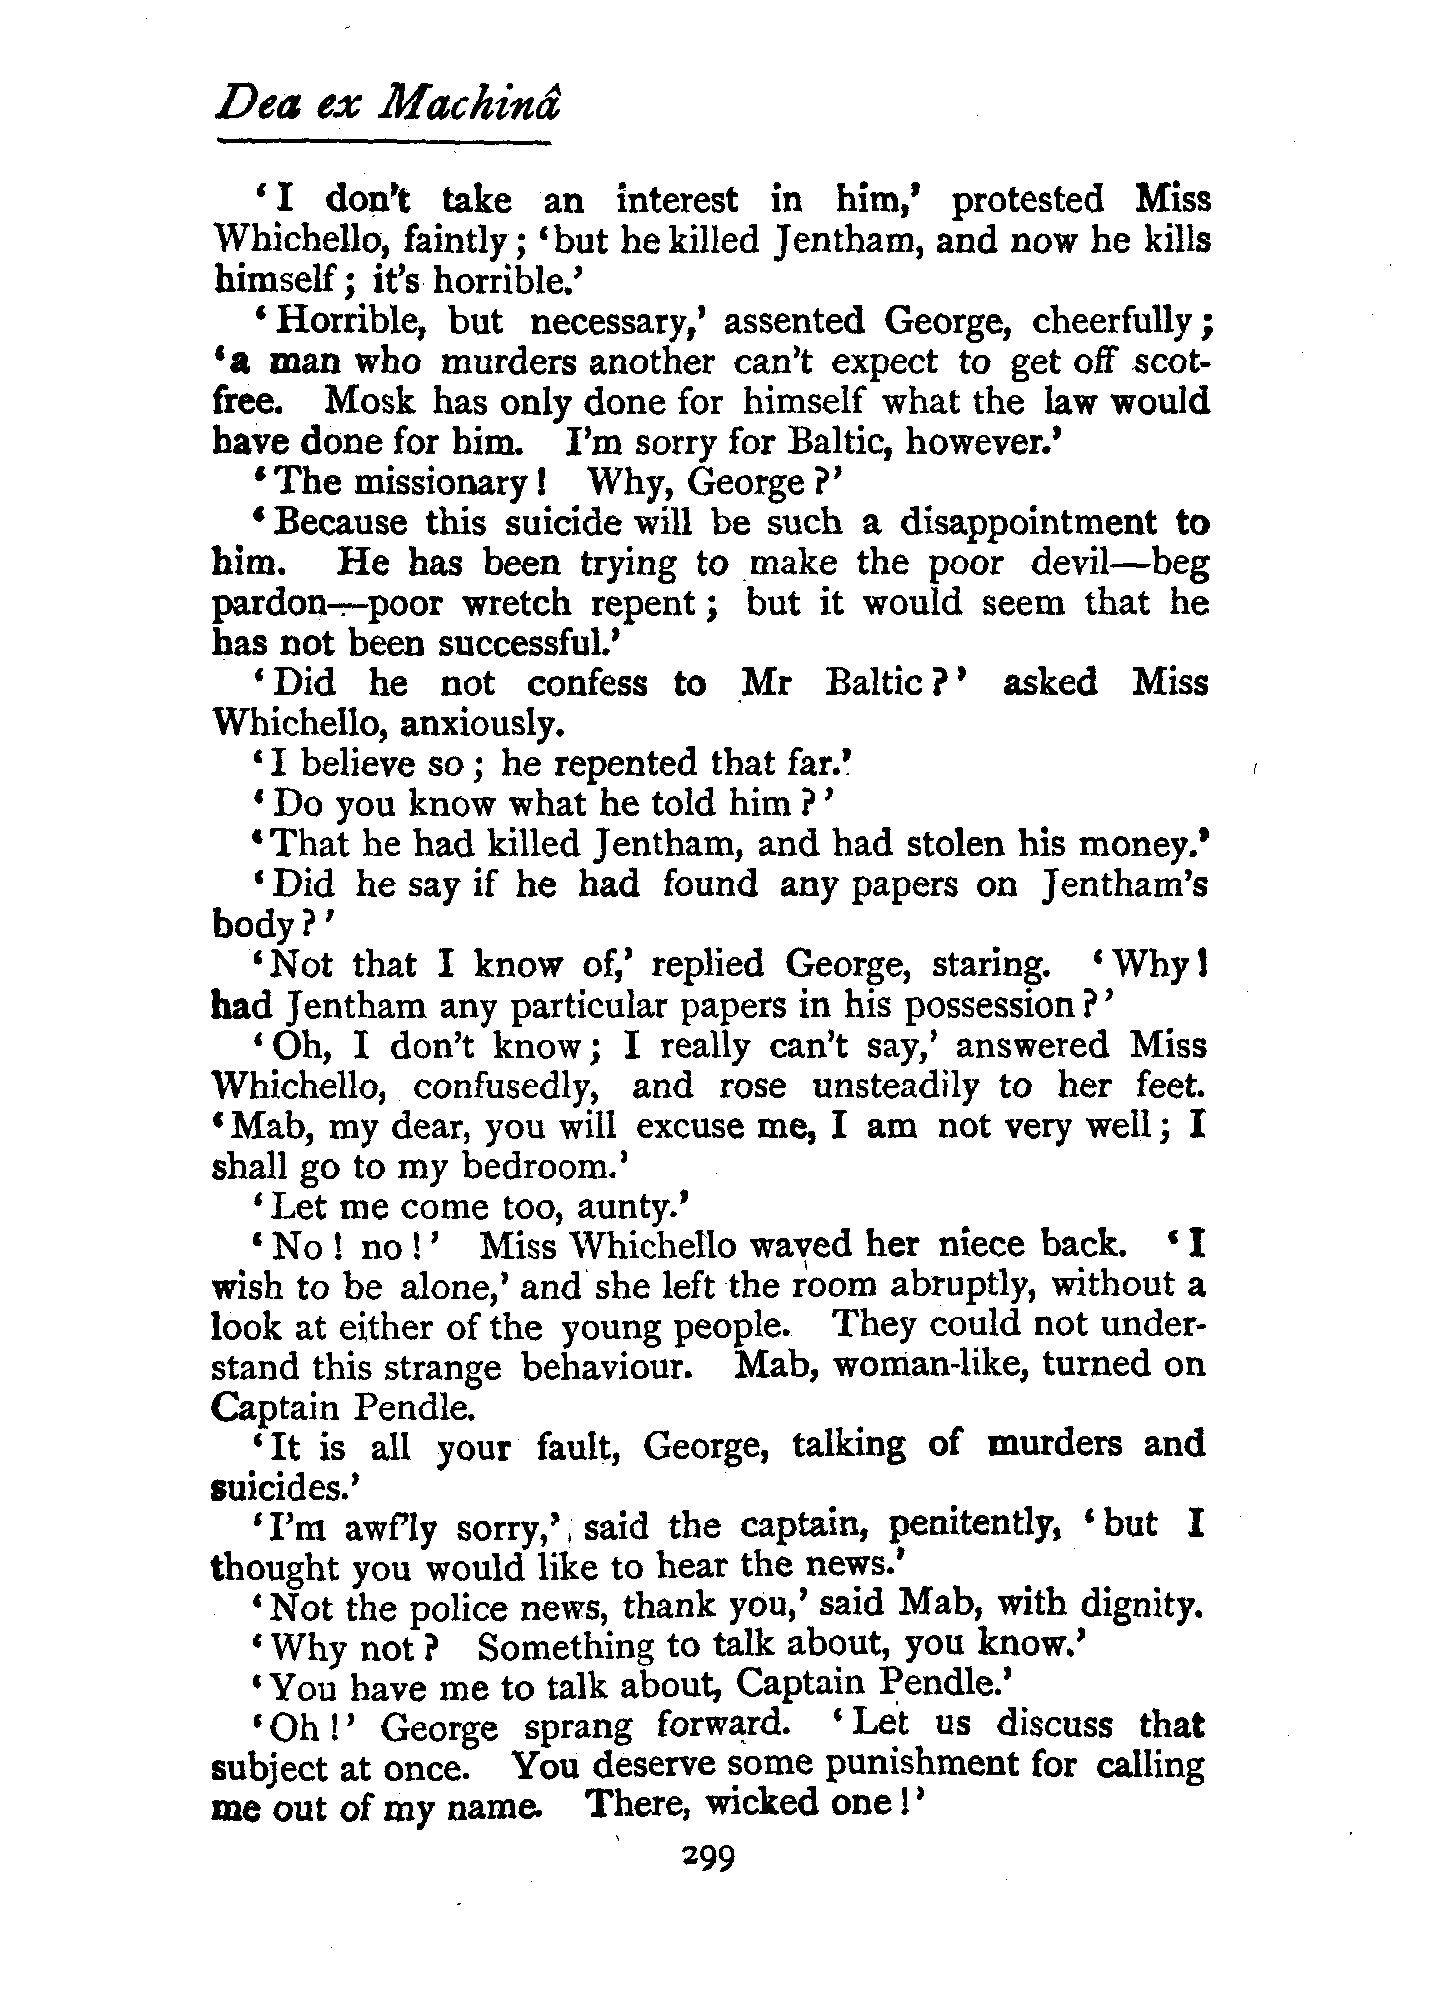 Dea ex Machinâ
‘I don't take an interest in him,’ protested Miss
Whichello, faintly; ‘but he killed Jentham, and now he kills
himself; it's horrible.’
‘Horrible, but necessary,’ assented George, cheerfully;
‘a man who murders another can't expect to get off scot-
free. Mosk has only done for himself what the law would
have done for him. I'm sorry for Baltic, however.’
‘The missionary! Why, George?’
‘Because this suicide will be such a disappointment to
him. He has been trying to make the poor devil—beg
pardon—poor wretch repent; but it would seem that he
has not been successful.’
‘Did he not confess to Mr Baltic?’ asked Miss
Whichello, anxiously.
‘I believe so; he repented that far.’
‘Do you know what he told him?’
‘That he had killed Jentham, and had stolen his money.’
‘Did he say if he had found any papers on Jentham's
body?’
‘Not that I know of,’ replied George, staring. ‘Why!
had Jentham any particular papers in his possession?’
‘Oh, I don't know; I really can't say,’ answered Miss
Whichello, confusedly, and rose unsteadily to her feet.
‘Mab, my dear, you will excuse me, I am not very well; I
shall go to my bedroom.’
‘Let me come too, aunty.’
‘No! no!’ Miss Whichello waved her niece back. ‘I
wish to be alone,’ and she left the room abruptly, without a
look at either of the young people. They could not under-
stand this strange behaviour. Mab, woman-like, turned on
Captain Pendle.
‘It is all your fault, George, talking of murders and
suicides.’
‘I'm awf'ly sorry,’ said the captain, penitently, ‘but I
thought you would like to hear the news.’
‘Not the police news, thank you,’ said Mab, with dignity.
‘Why not? Something to talk about, you know.’
‘You have me to talk about, Captain Pendle.’
‘Oh!’ George sprang forward. ‘Let us discuss that
subject at once. You deserve some punishment for calling
me out of my name. There, wicked one!’
299